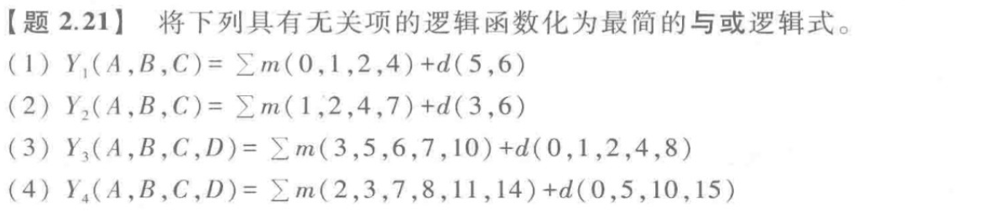 【题 2.21】 将下列具有无关项的逻辑函数化为最简的与或逻辑式。
(1) Y₁(A,B,C)= ∑m(0,1,2,4)+d(5,6)
(2) Y₂(A,B,C)= ∑m(1,2,4,7)+d(3,6)
(3) Y₃(A,B,C,D)= ∑m(3,5,6,7,10)+d(0,1,2,4,8)
(4) Y₄(A,B,C,D)= ∑m(2,3,7,8,11,14)+d(0,5,10,15)